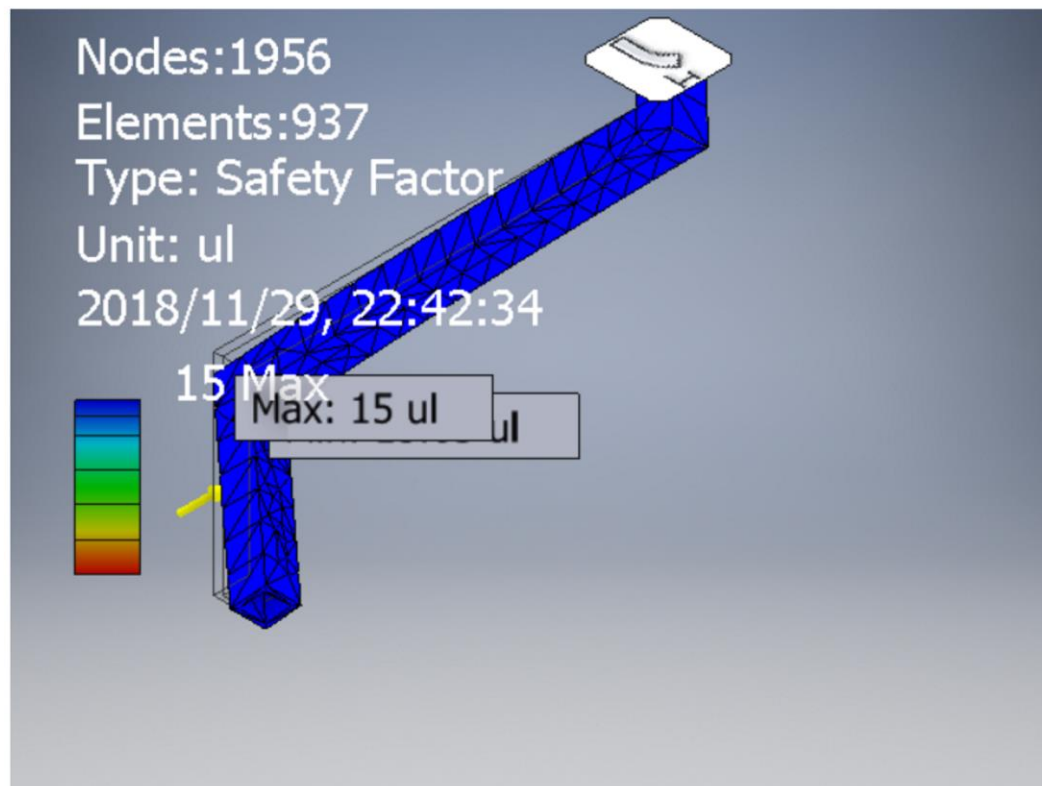 Nodes:1956
Elements:937
Type: Safety Factor
Unit: ul
2018/11/29, 22:42:34
15 Max
Max: 15 ul
ul